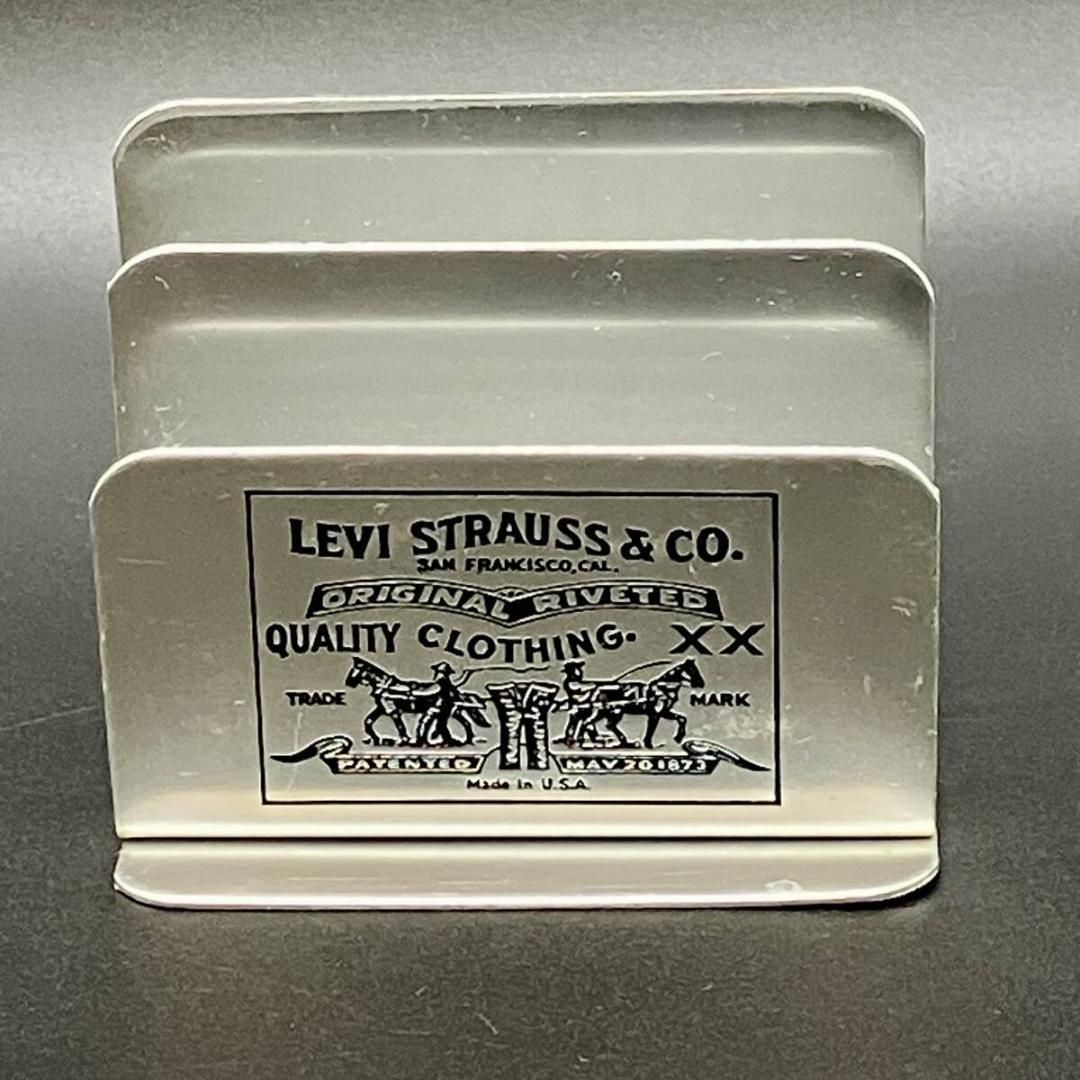 LEVI STRAUSS & CO.
SAN FRANCISCO, CAL.
ORIGINAL RIVETED
QUALITY CLOTHING. XX
TRADE MARK
PATENTED MAY 20 1873
Made in U.S.A.